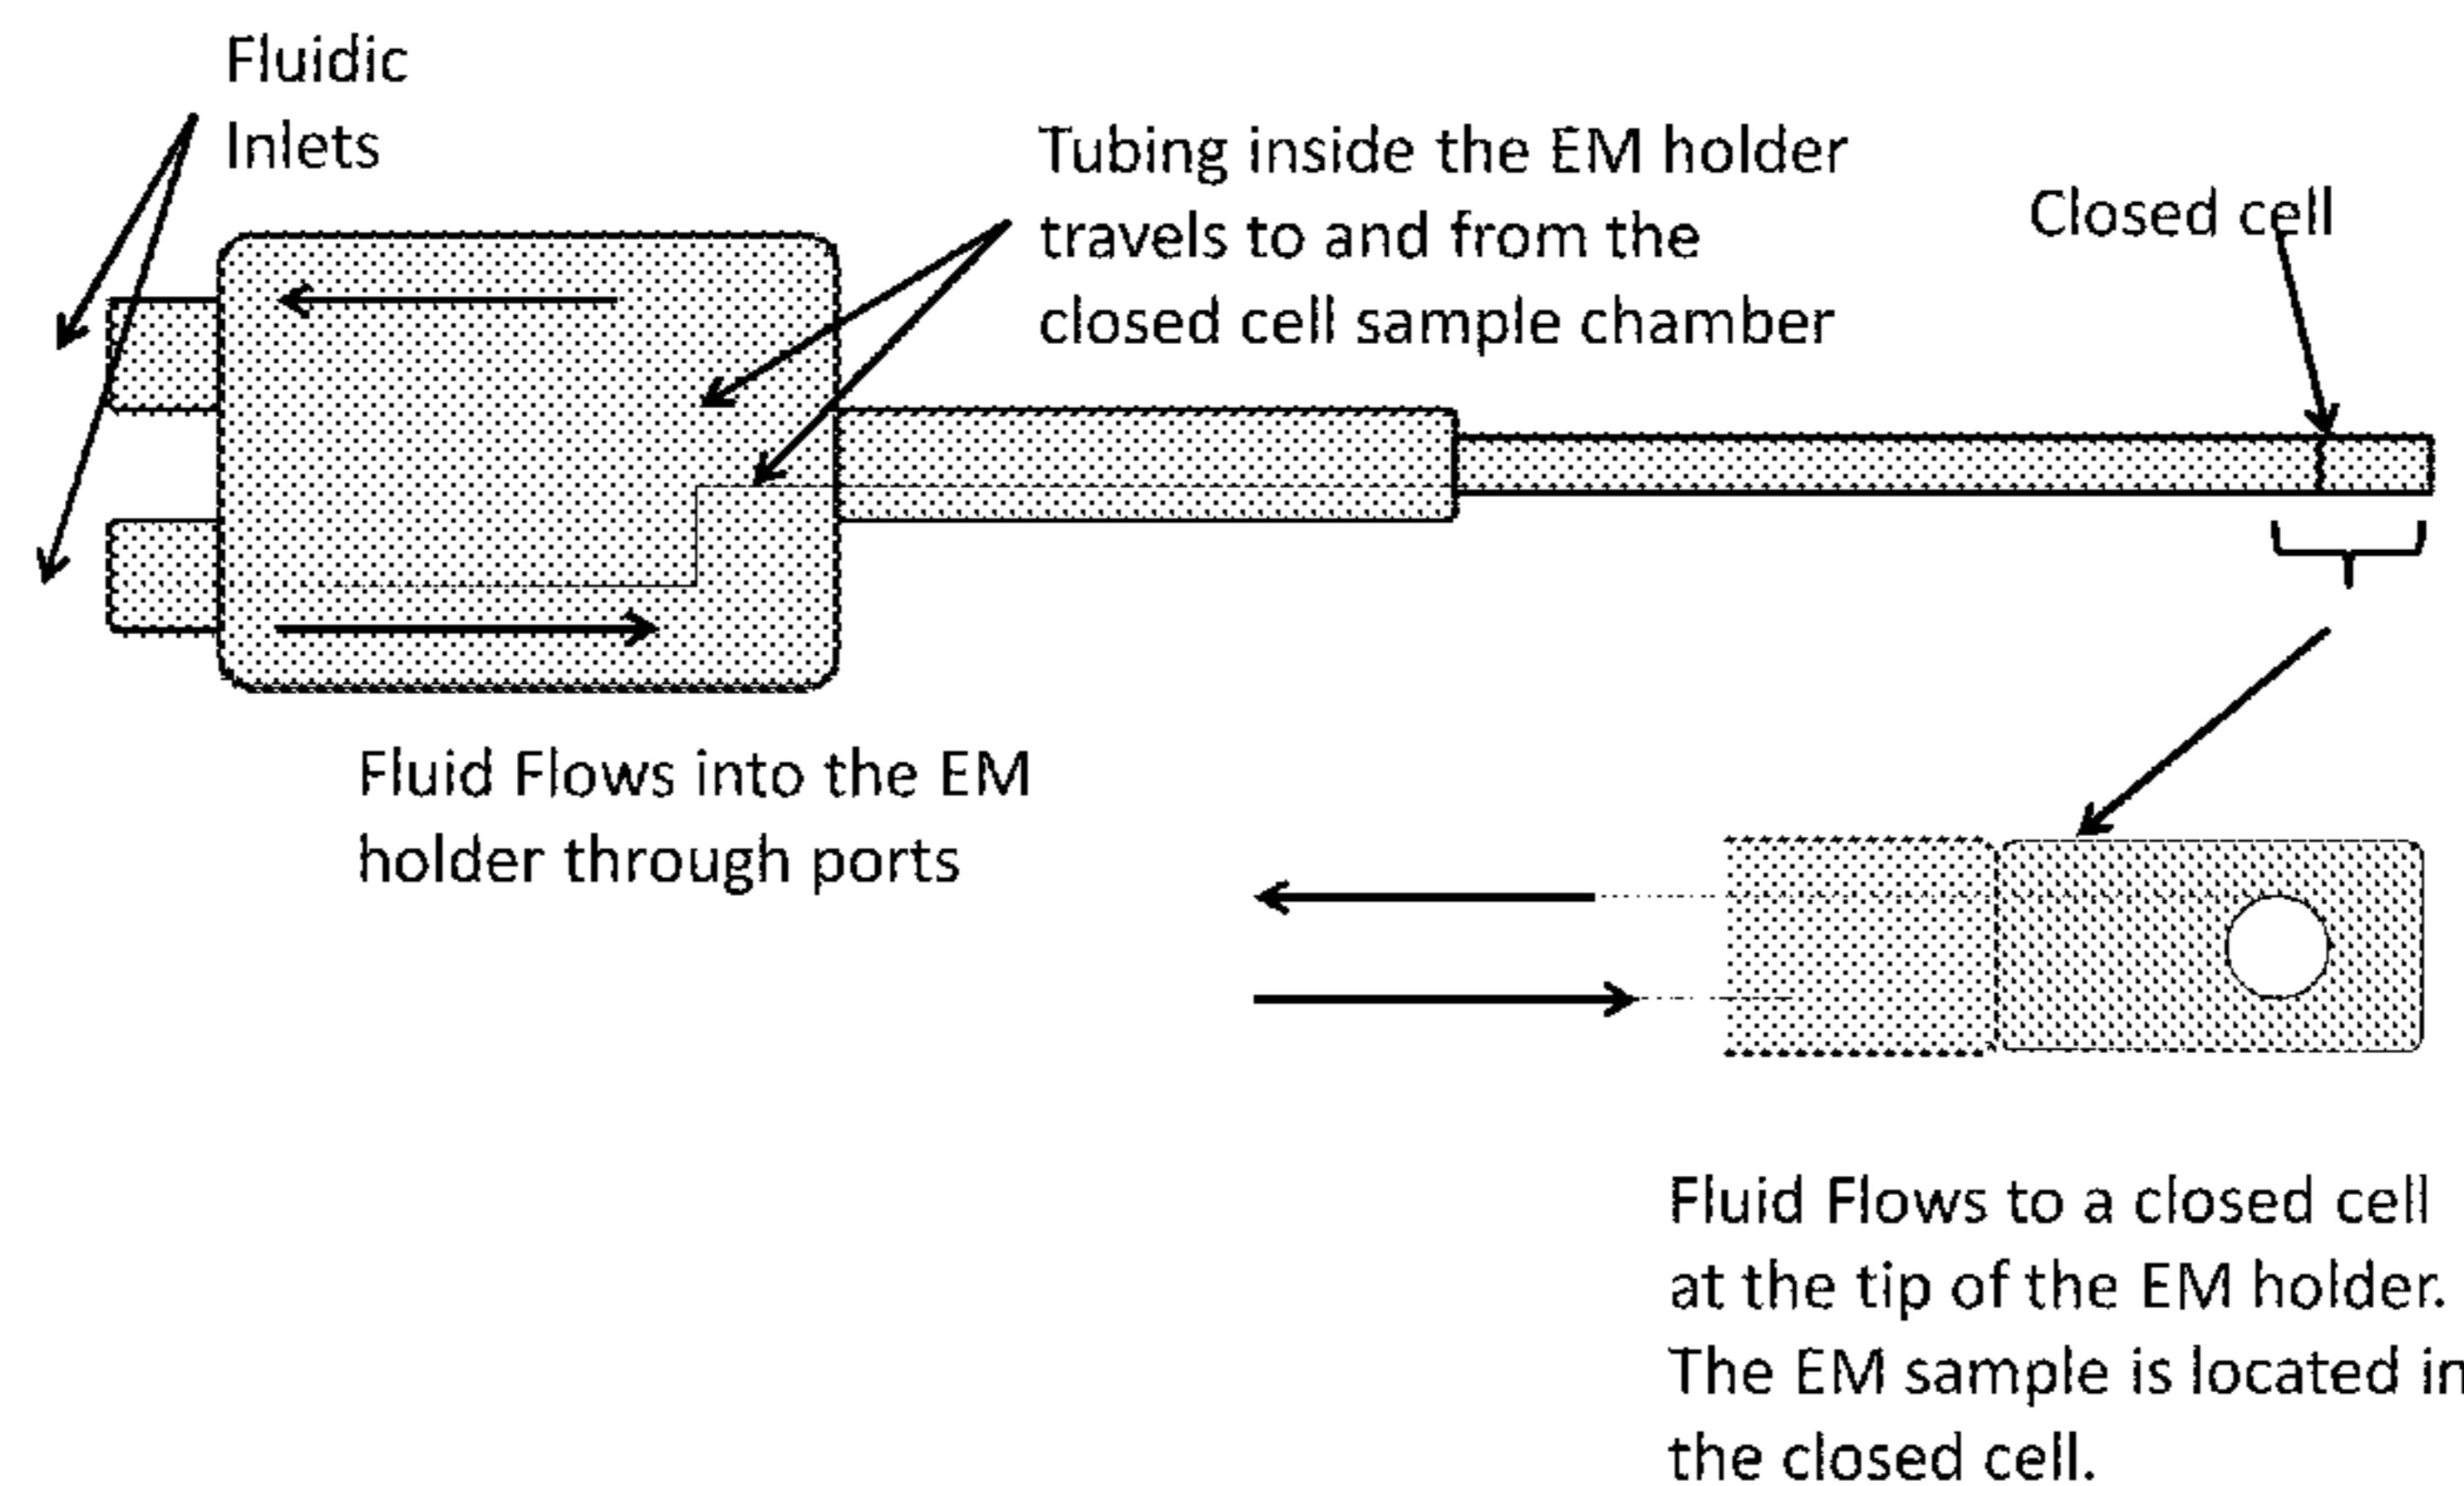 Fluidic
Inlets
Tubing inside the EM holder
travels to and from the
closed cell sample chamber
Closed cell
Fluid Flows into the EM
holder through ports
Fluid Flows to a closed cell
at the tip of the EM holder.
The EM sample is located in
the closed cell.